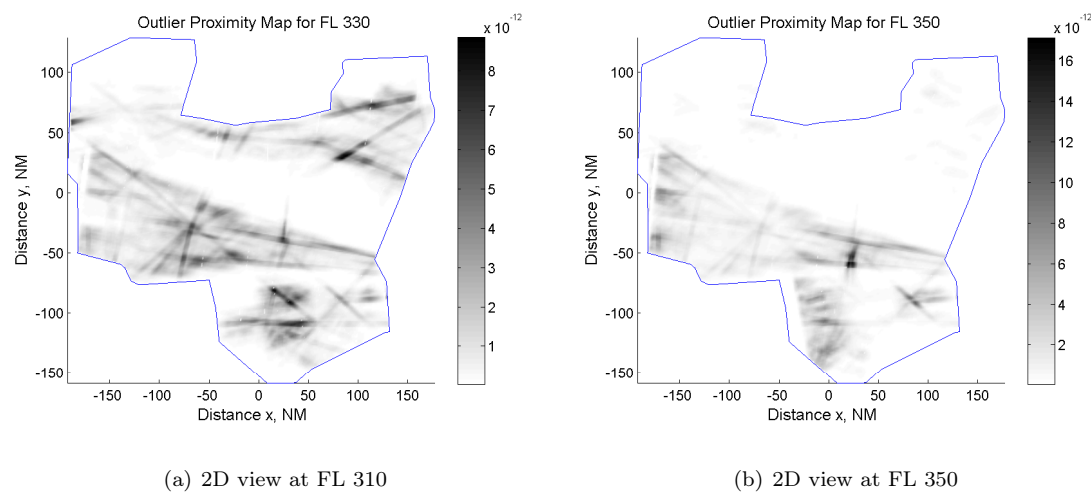 Outlier Proximity Map for FL 330
x 10^-12
8
7
6
5
4
3
2
1
100
50
0
-50
-100
-150
Distance y, NM
-150 -100 -50 0 50 100 150
Distance x, NM
(a) 2D view at FL 310
Outlier Proximity Map for FL 350
x 10^-12
16
14
12
10
8
6
4
2
100
50
0
-50
-100
-150
Distance y, NM
-150 -100 -50 0 50 100 150
Distance x, NM
(b) 2D view at FL 350